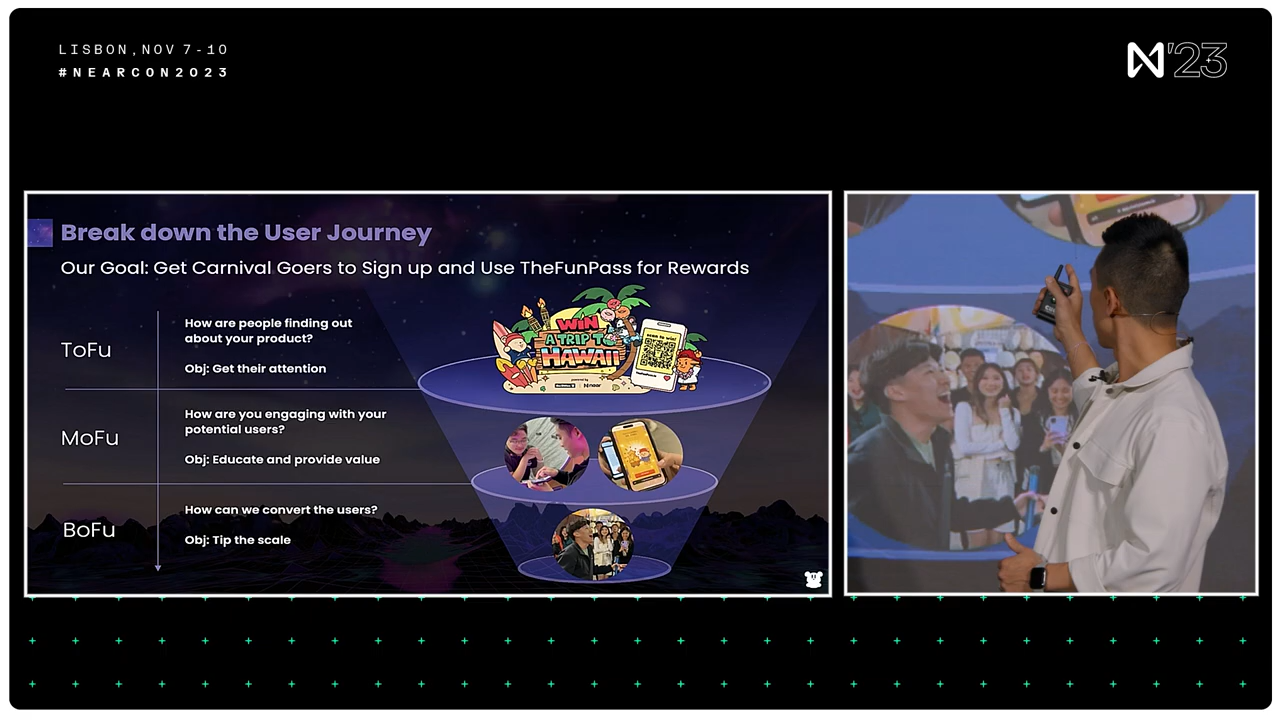 LISBON, NOV 7-10
#NEARCON2023
'23
Break down the User Journey
Our Goal: Get Carnival Goers to Sign up and Use TheFunPass for Rewards
ToFu
How are people finding out
about your product?
Obj: Get their attention
MoFu
How are you engaging with your
potential users?
Obj: Educate and provide value
BoFu
How can we convert the users?
Obj: Tip the scale
WIN
A TRIP TO
HAWAII
near